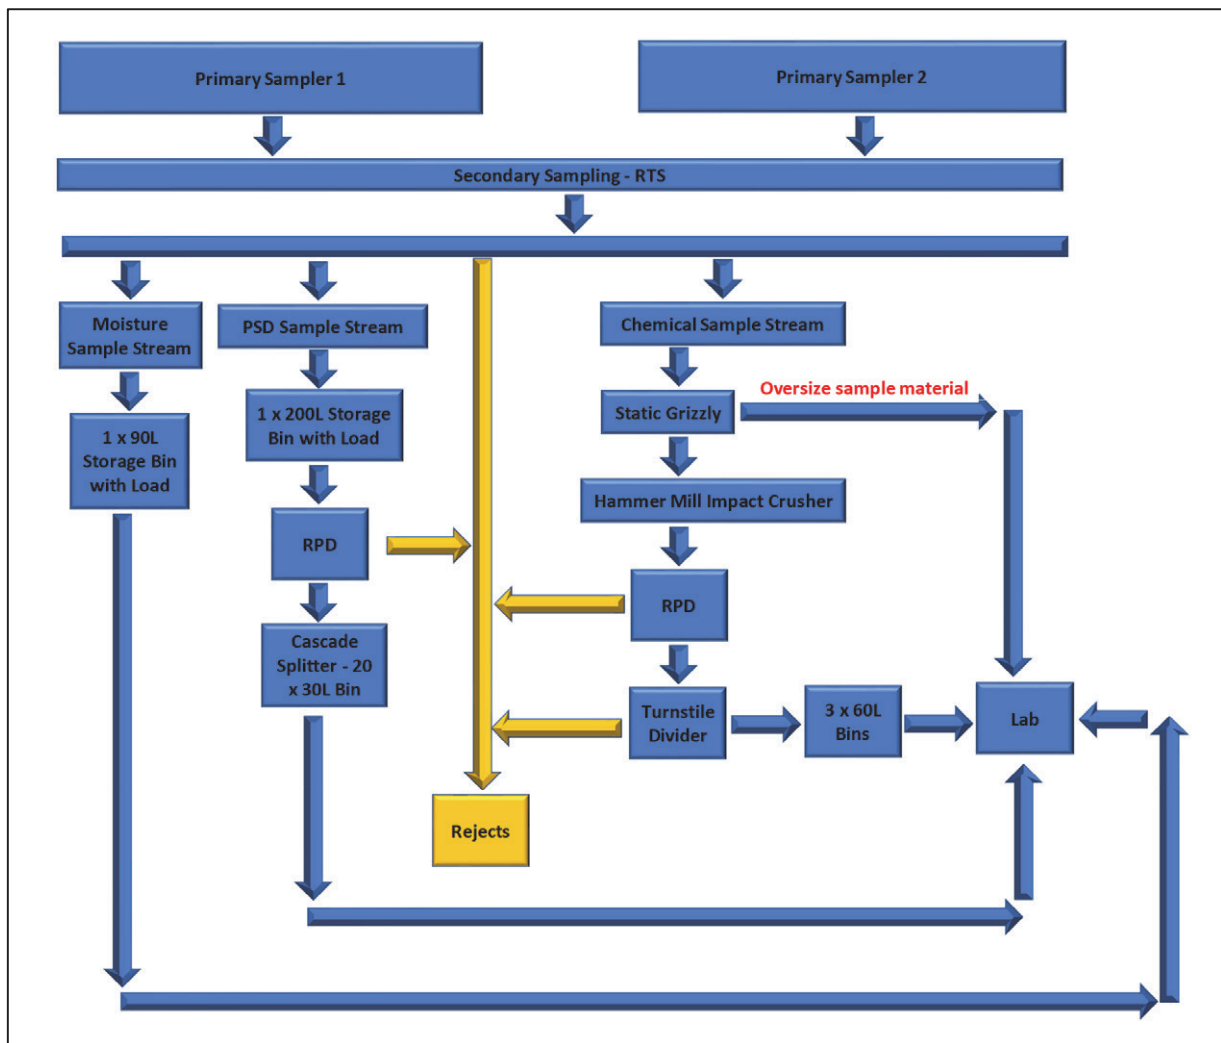 Primary Sampler 1
Primary Sampler 2
Secondary Sampling - RTS
Moisture
Sample Stream
PSD Sample Stream
Chemical Sample Stream
Oversize sample material
1 x 90L
Storage Bin
with Load
1 x 200L Storage
Bin with Load
Static Grizzly
Hammer Mill Impact Crusher
RPD
RPD
Cascade
Splitter - 20
x 30L Bin
Turnstile
Divider
3 x 60L
Bins
Lab
Rejects